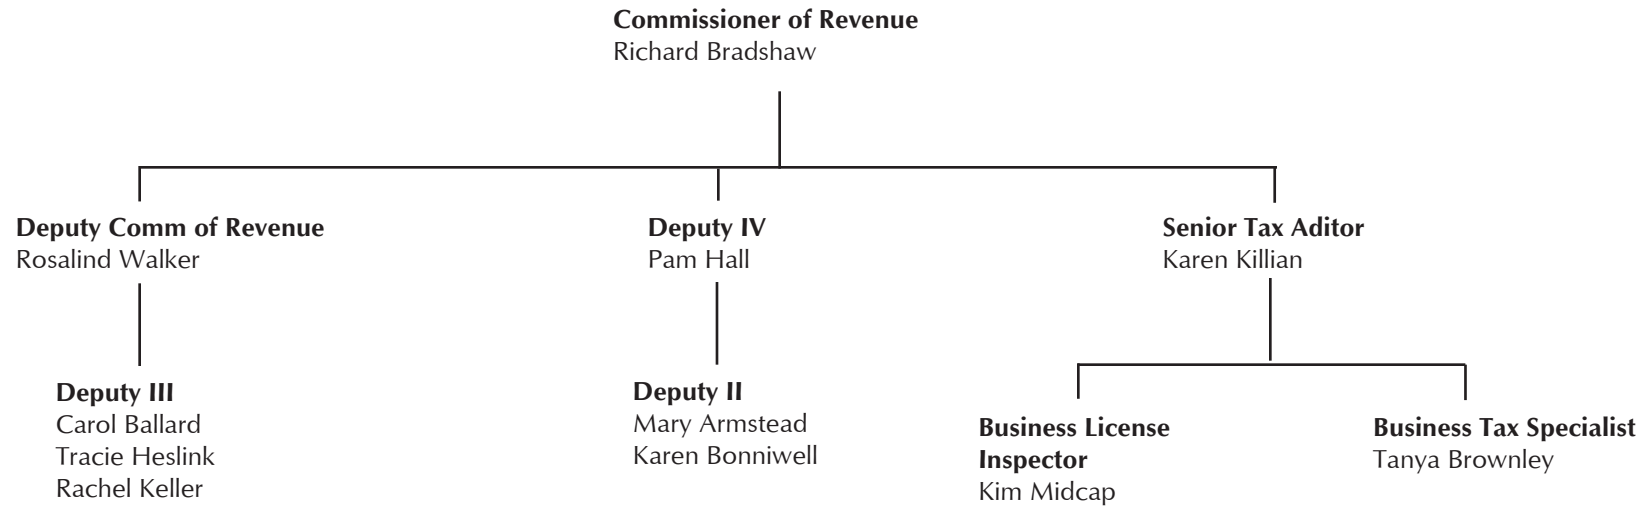 Commissioner of Revenue
Richard Bradshaw
Deputy Comm of Revenue
Rosalind Walker
Deputy IV
Pam Hall
Senior Tax Aditor
Karen Killian
Deputy III
Carol Ballard
Tracie Heslink
Rachel Keller
Deputy II
Mary Armstead
Karen Bonniwell
Business License
Inspector
Kim Midcap
Business Tax Specialist
Tanya Brownley